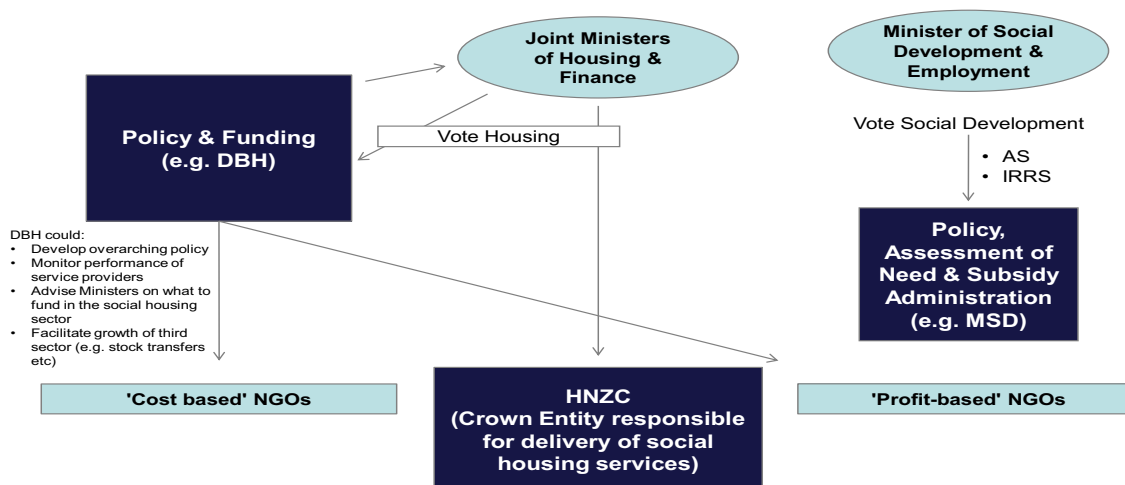 Joint Ministers
of Housing &
Finance
Minister of Social
Development &
Employment
Policy & Funding
(e.g. DBH)
Vote Housing
Vote Social Development
• AS
• IRRS
DBH could:
• Develop overarching policy
• Monitor performance of
service providers
• Advise Ministers on what to
fund in the social housing
sector
• Facilitate growth of third
sector (e.g. stock transfers
etc)
Policy,
Assessment of
Need & Subsidy
Administration
(e.g. MSD)
'Cost based' NGOs
HNZC
(Crown Entity responsible
for delivery of social
housing services)
'Profit-based' NGOs